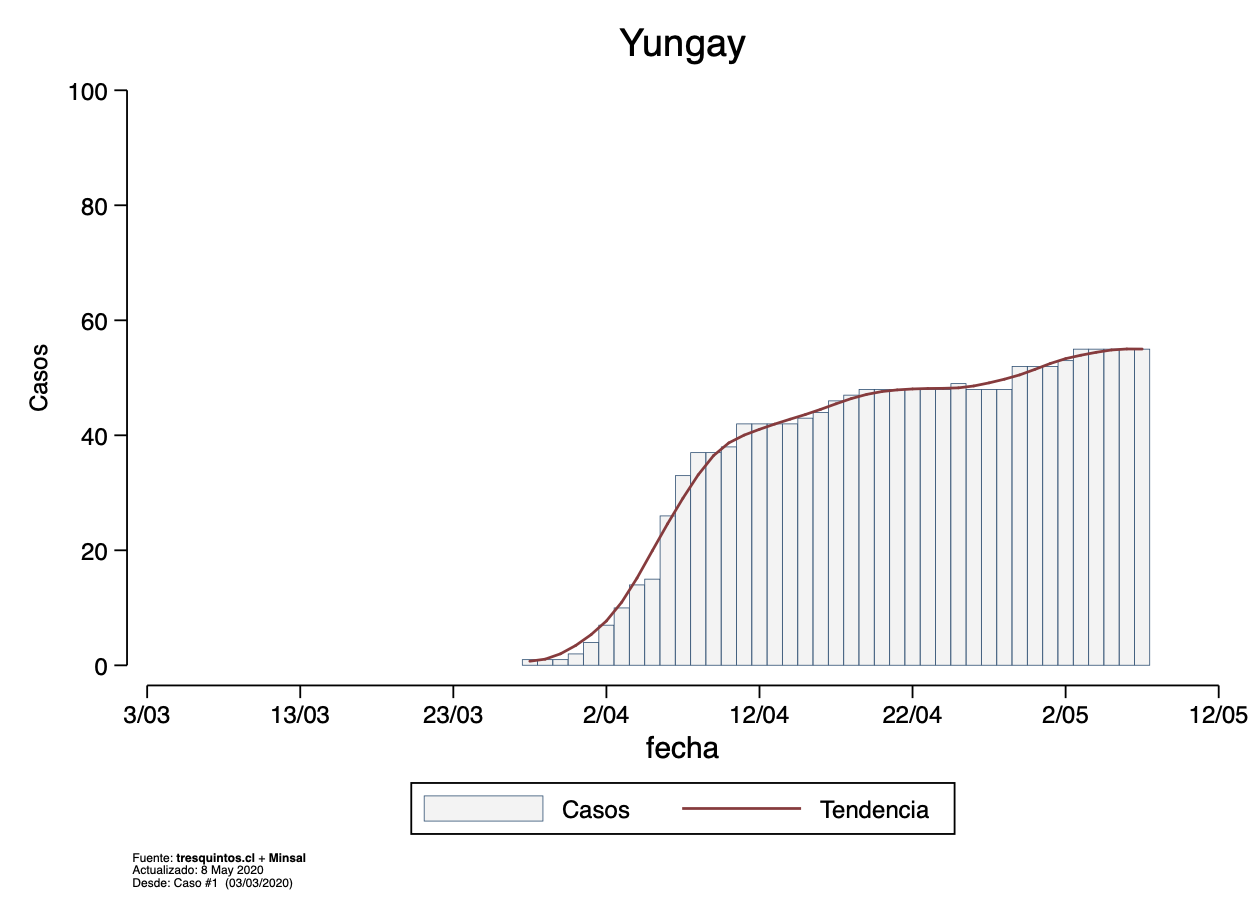 Yungay
100
80
60
40
20
0
Casos
3/03 13/03 23/03 2/04 12/04 22/04 2/05 12/05
fecha
Casos Tendencia
Fuente: tresquintos.cl + Minsal
Actualizado: 8 May 2020
Desde: Caso #1 (03/03/2020)